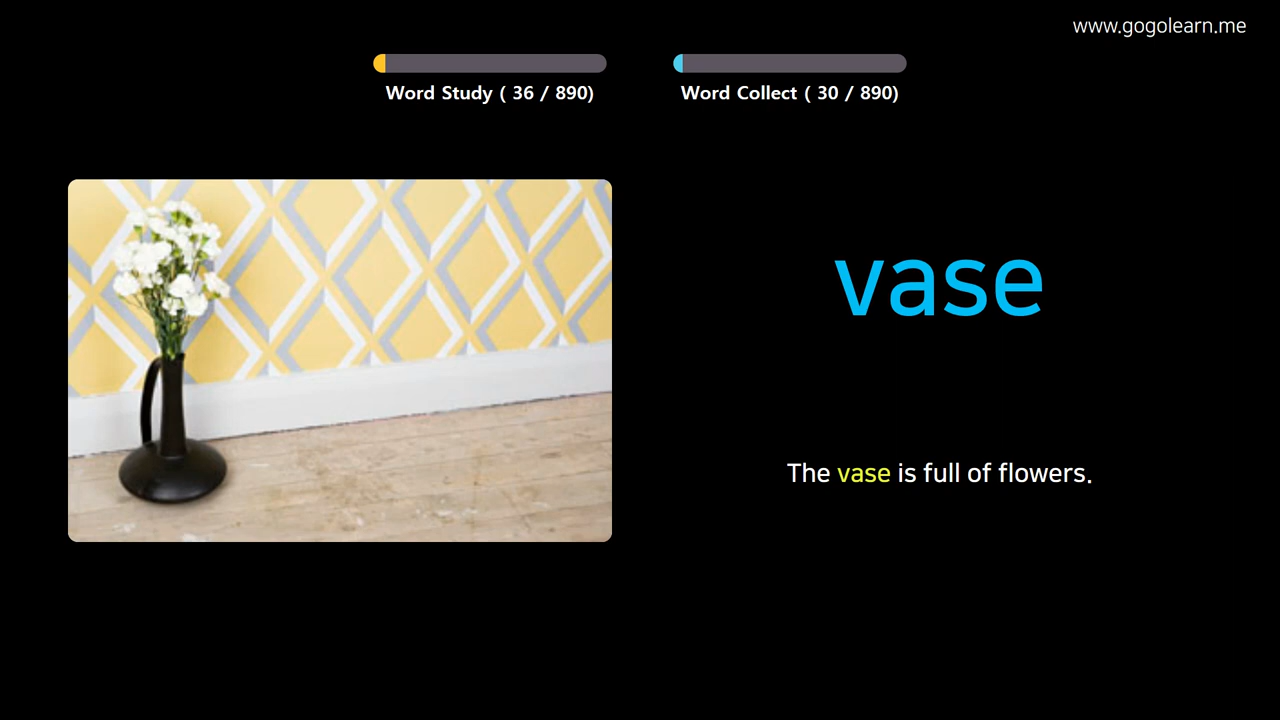 www.gogolearn.me
Word Study ( 36 / 890)
Word Collect ( 30 / 890)
vase
The vase is full of flowers.